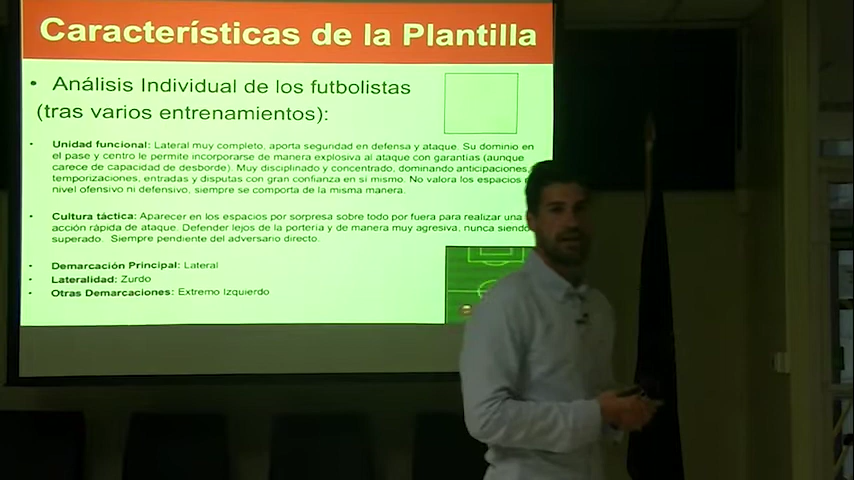 Características de la Plantilla
• Análisis Individual de los futbolistas
(tras varios entrenamientos):
• Unidad funcional: Lateral muy completo, aporta seguridad en defensa y ataque. Su dominio en
el pase y centro le permite incorporarse de manera explosiva al ataque con garantías (aunque
carece de capacidad de desborde). Muy disciplinado y concentrado, dominando anticipaciones,
temporizaciones, entradas y disputas con gran confianza en si mismo. No valora los espacios
nivel ofensivo ni defensivo, siempre se comporta de la misma manera.
• Cultura táctica: Aparecer en los espacios por sorpresa sobre todo por fuera para realizar una
acción rápida de ataque. Defender lejos de la portería y de manera muy agresiva, nunca siendo
superado. Siempre pendiente del adversario directo.
• Demarcación Principal: Lateral
• Lateralidad: Zurdo
• Otras Demarcaciones: Extremo Izquierdo